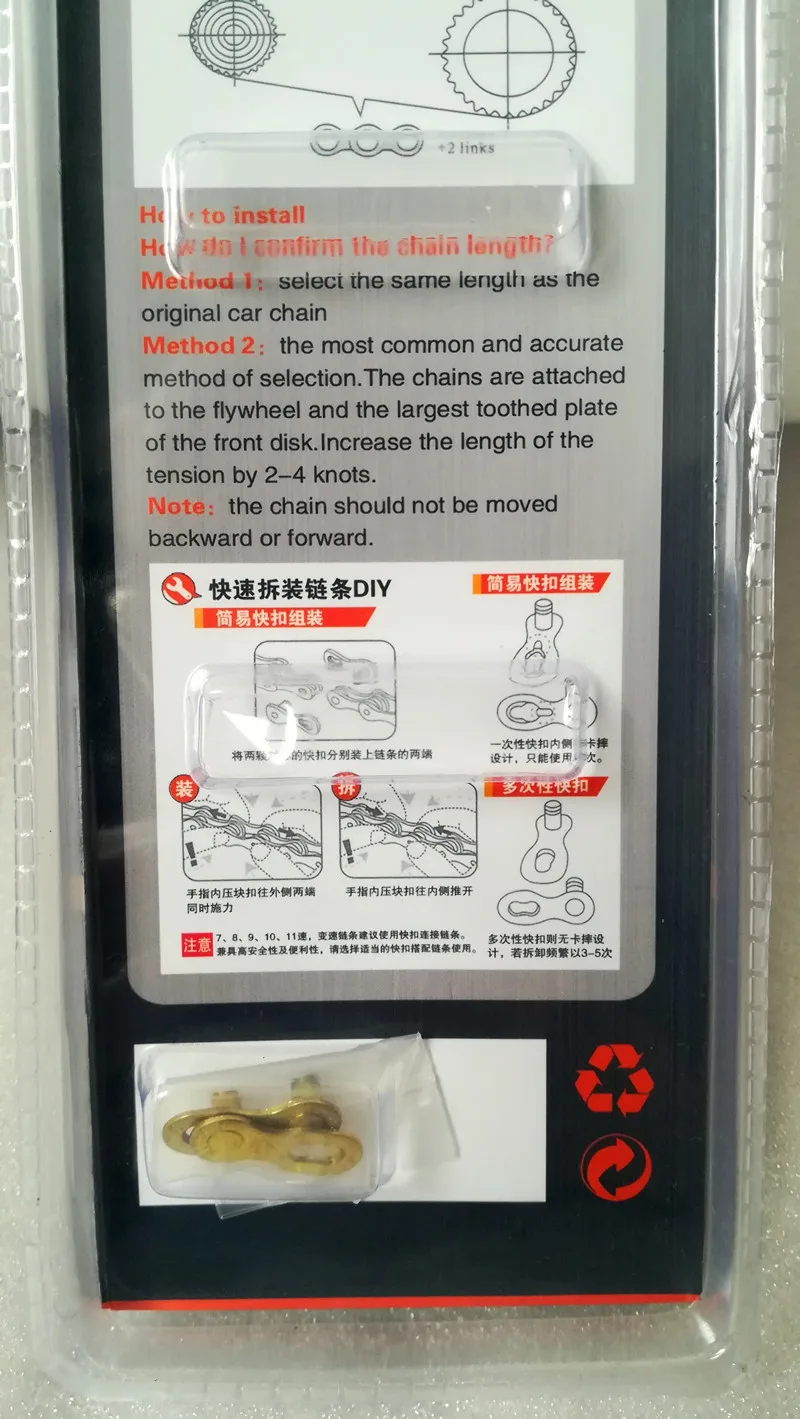 +2 links
How to install
How do I confirm the chain length?
Method 1: select the same length as the
original car chain
Method 2: the most common and accurate
method of selection.The chains are attached
to the flywheel and the largest toothed plate
of the front disk.Increase the length of the
tension by 2-4 knots.
Note: the chain should not be moved
backward or forward.
快速拆装链条DIY
简易快扣组装
将两颗的快扣分别装上链条的两端
装
手指内压块扣往外侧两端
同时施力
拆
手指内压块扣往内侧推开
简易快扣组装
一次性快扣内侧卡摔
设计，只能使用次。
多次性快扣
多次性快扣则无卡摔设
计，若拆卸频繁以3-5次
注意
7、8、9、10、11速，变速链条建议使用快扣连接链条。
兼具高安全性及便利性，请选择适当的快扣搭配链条使用。